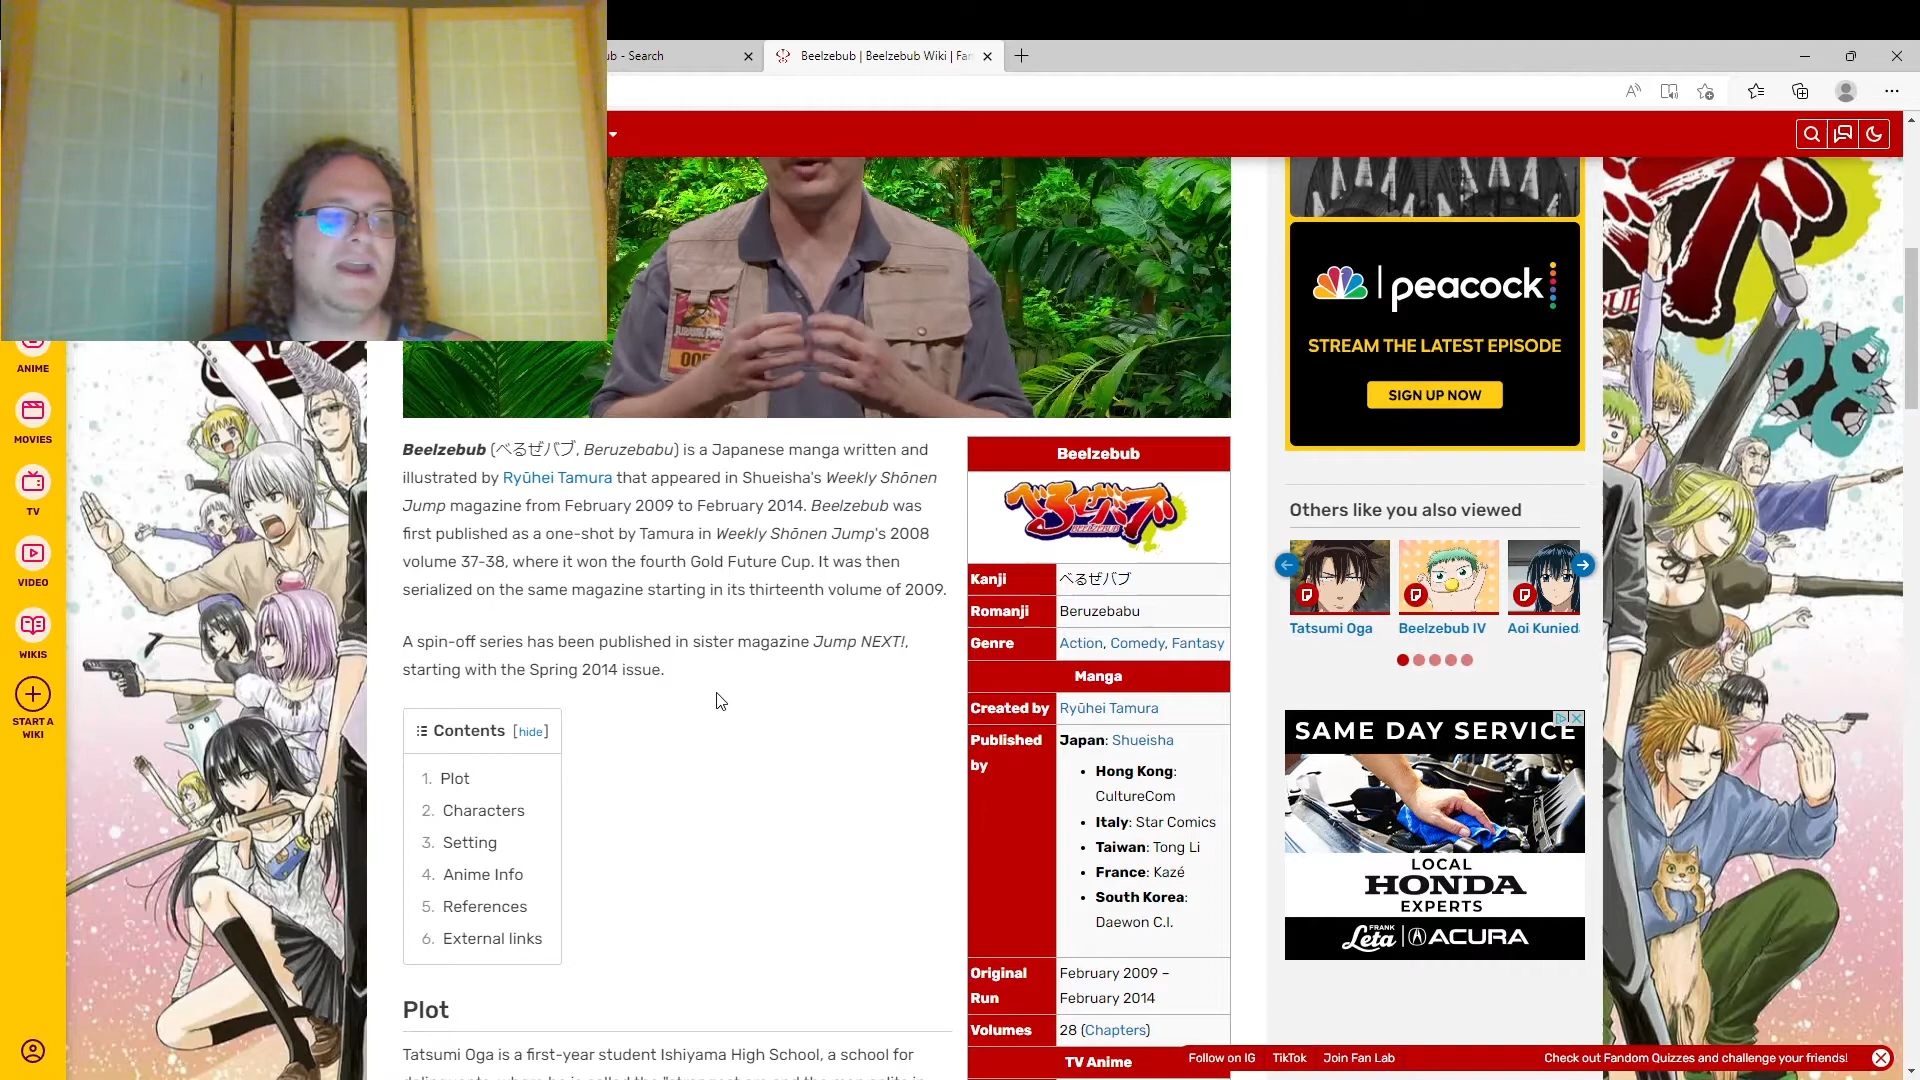 ub - Search
Beelzebub | Beelzebub Wiki | Fan
JURASSIC PARK
005
peacock
STREAM THE LATEST EPISODE
SIGN UP NOW
ANIME
MOVIES
TV
VIDEO
WIKIS
START A
WIKI
Beelzebub (べるぜバブ, Beruzebabu) is a Japanese manga written and
illustrated by Ryūhei Tamura that appeared in Shueisha's Weekly Shōnen
Jump magazine from February 2009 to February 2014. Beelzebub was
first published as a one-shot by Tamura in Weekly Shōnen Jump's 2008
volume 37-38, where it won the fourth Gold Future Cup. It was then
serialized on the same magazine starting in its thirteenth volume of 2009.
A spin-off series has been published in sister magazine Jump NEXT!,
starting with the Spring 2014 issue.
Contents [hide]
1. Plot
2. Characters
3. Setting
4. Anime Info
5. References
6. External links
Plot
Tatsumi Oga is a first-year student Ishiyama High School, a school for
Beelzebub
べるぜバブ
BEELZEBUB
Kanji べるぜバブ
Romanji Beruzebabu
Genre Action, Comedy, Fantasy
Manga
Created by Ryūhei Tamura
Published by Japan: Shueisha
• Hong Kong:
CultureCom
• Italy: Star Comics
• Taiwan: Tong Li
• France: Kazé
• South Korea:
Daewon C.I.
Original Run February 2009 –
February 2014
Volumes 28 (Chapters)
TV Anime
Others like you also viewed
Tatsumi Oga
Beelzebub IV
Aoi Kunied
SAME DAY SERVICE
LOCAL
HONDA
EXPERTS
FRANK
Leta | ACURA
28
Follow on IG TikTok Join Fan Lab
Check out Fandom Quizzes and challenge your friends!